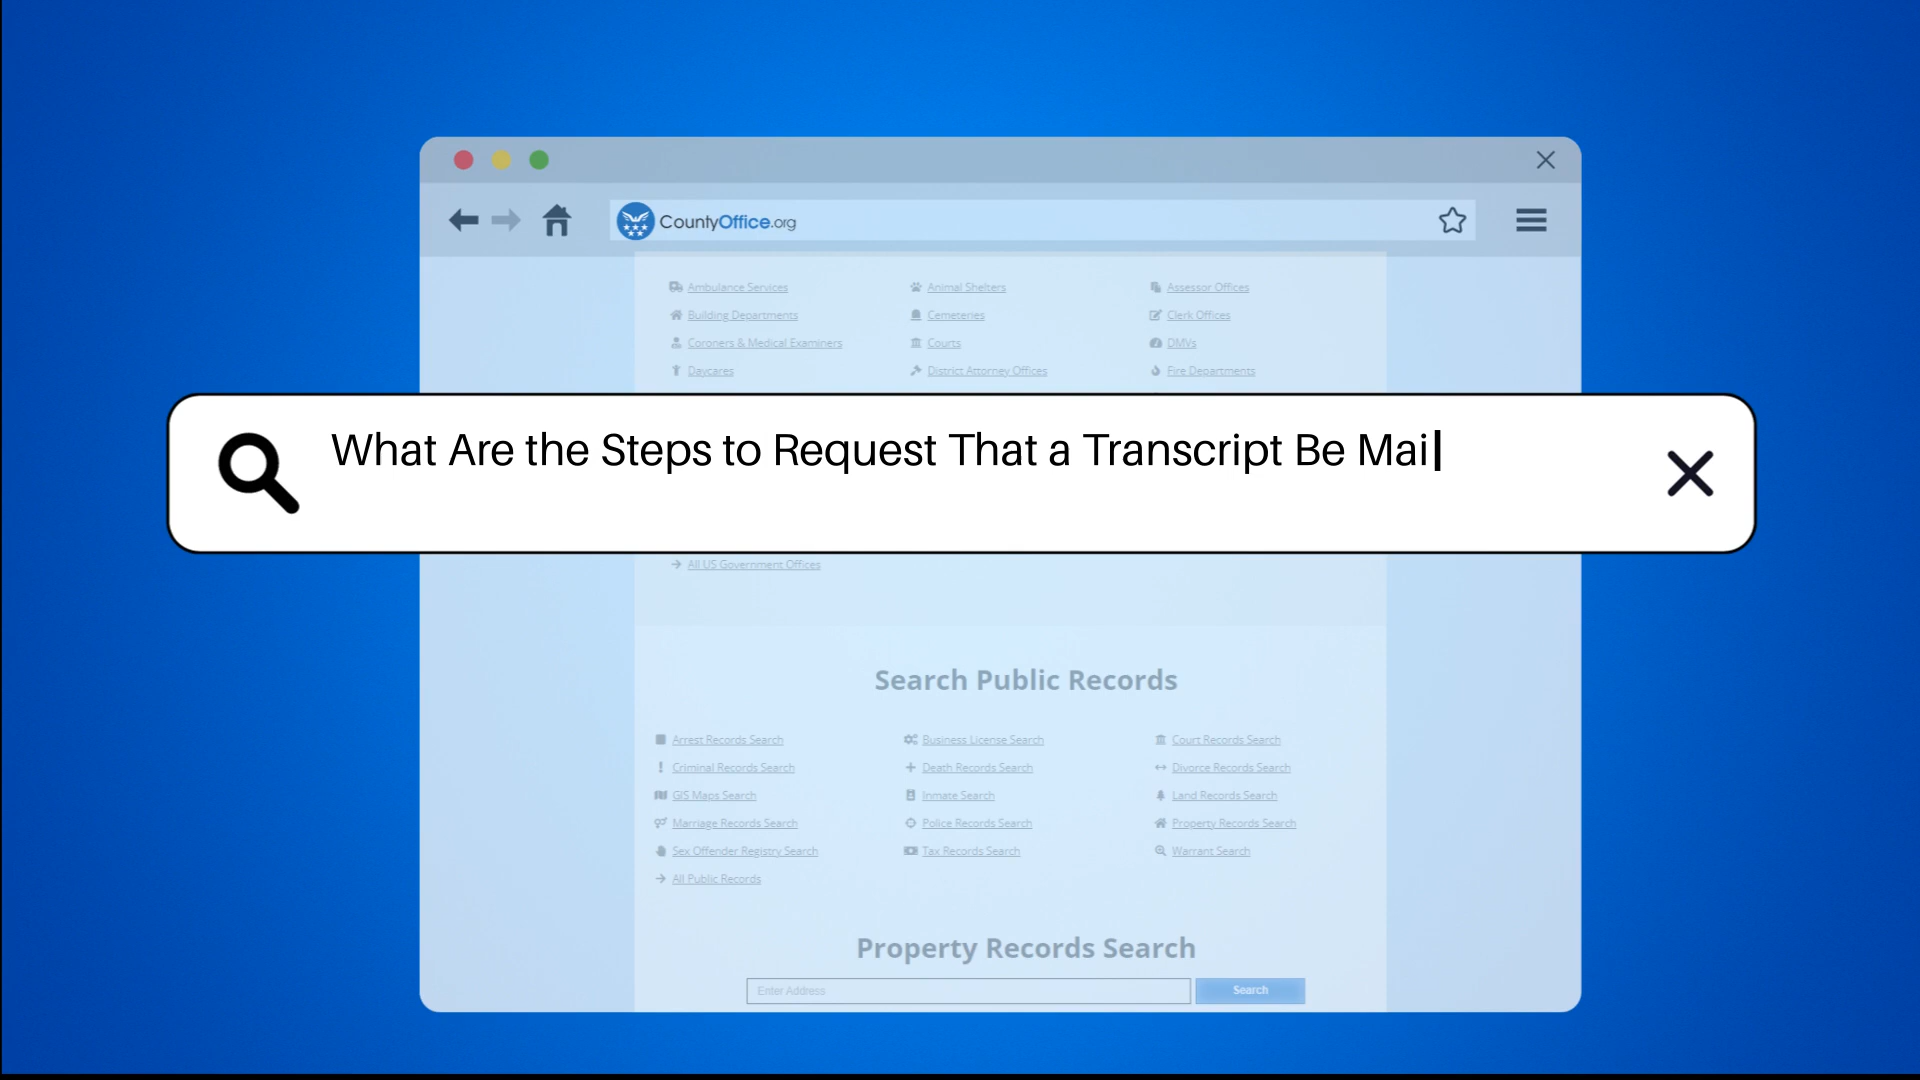 CountyOffice.org
Ambulance Services Animal Shelters Assessor Offices
Building Departments Cemeteries Clerk Offices
Coroners & Medical Examiners Courts DMVs
Daycares District Attorney Offices Fire Departments
What Are the Steps to Request That a Transcript Be Mai
All US Government Offices
Search Public Records
Arrest Records Search Business License Search Court Records Search
Criminal Records Search Death Records Search Divorce Records Search
GIS Maps Search Inmate Search Land Records Search
Marriage Records Search Police Records Search Property Records Search
Sex Offender Registry Search Tax Records Search Warrant Search
All Public Records
Property Records Search
Enter Address Search